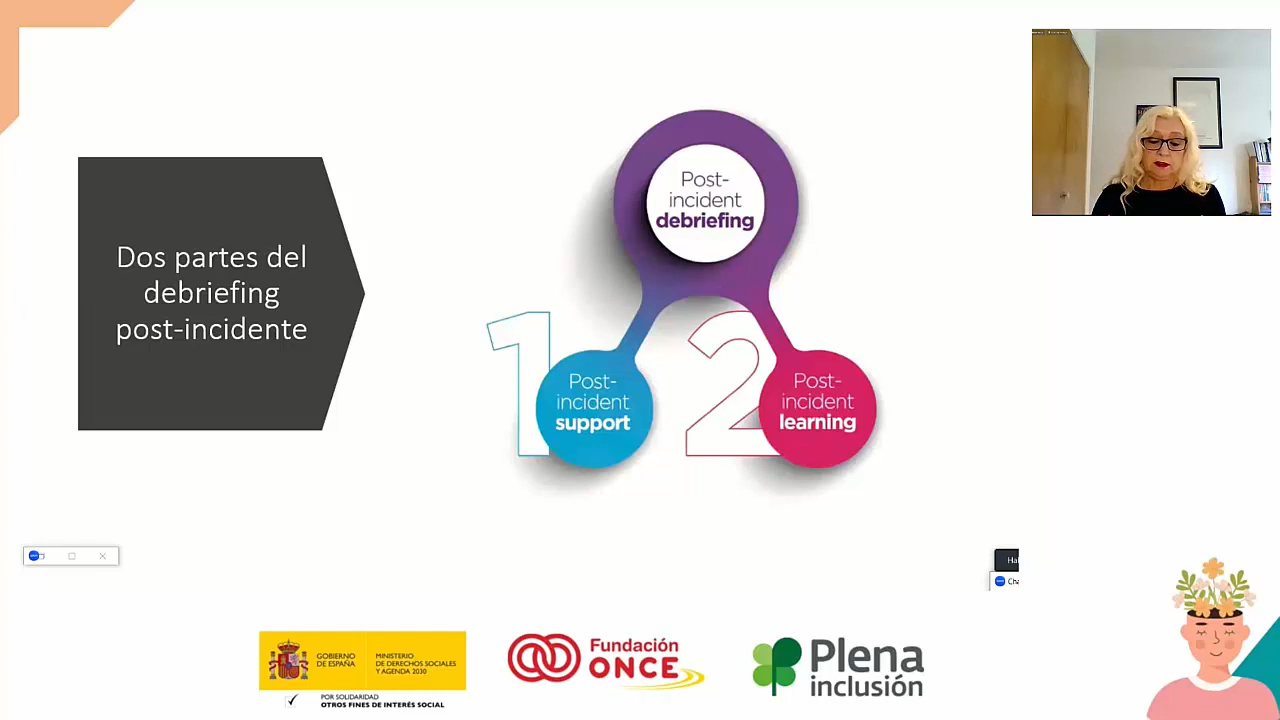 Dos partes del
debriefing
post-incidente
Post-
incident
debriefing
1
2
Post-
incident
support
Post-
incident
learning
GOBIERNO
DE ESPAÑA
MINISTERIO
DE DERECHOS SOCIALES
Y AGENDA 2030
POR SOLIDARIDAD
OTROS FINES DE INTERÉS SOCIAL
Fundación
ONCE
Plena
inclusión